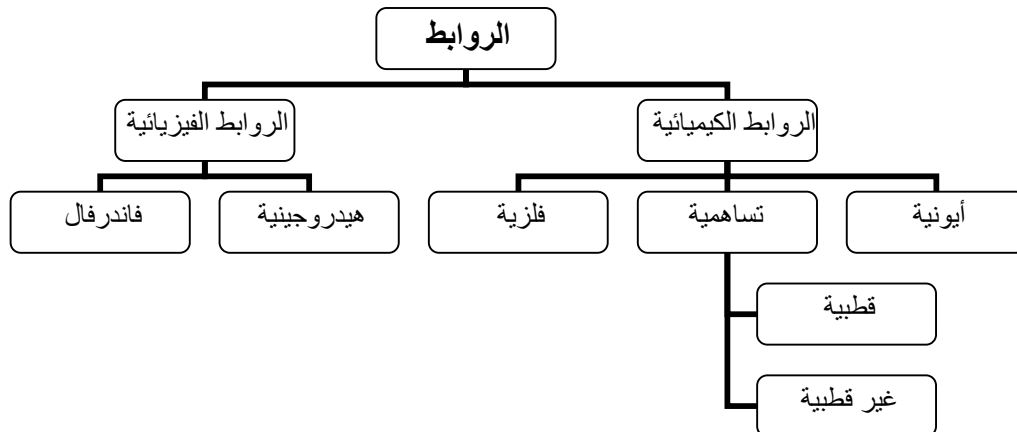 الروابط
الروابط الكيميائية
الروابط الفيزيائية
أيونية
تساهمية
فلزية
هيدروجينية
فاندرفال
قطبية
غير قطبية